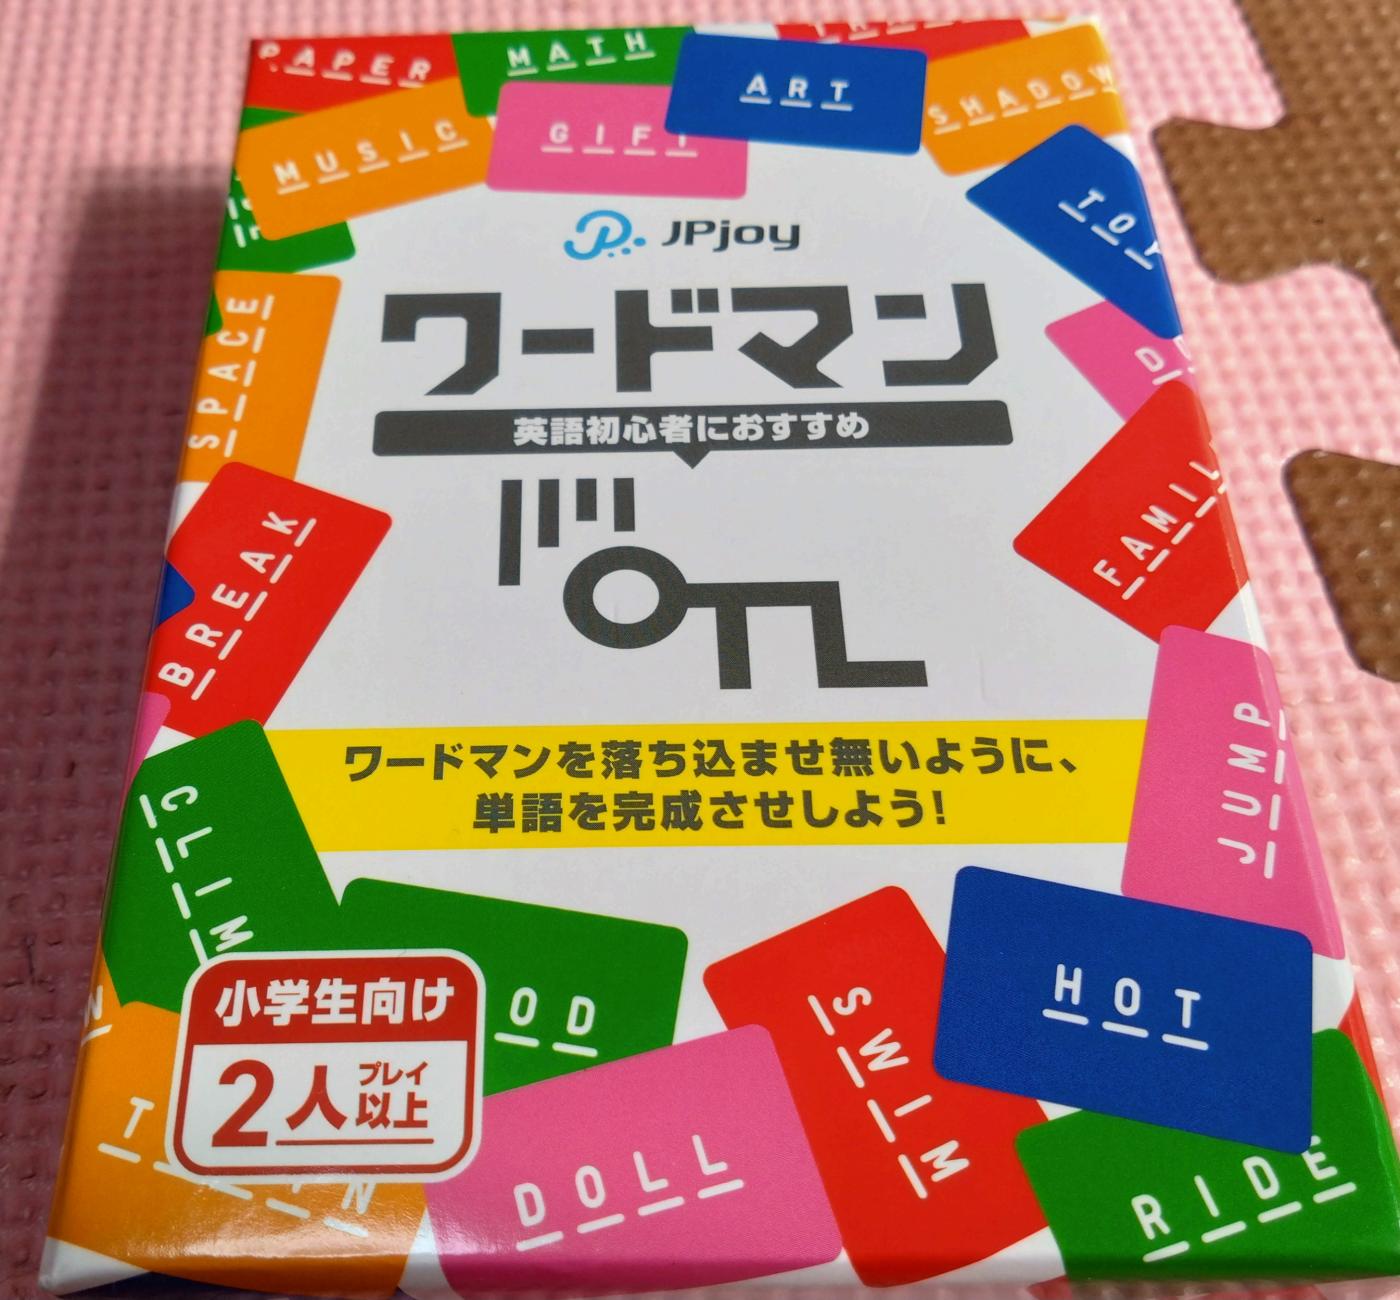 PAPER
MATH
ART
SHADOW
MUSIC
GIFT
TOY
JPjoy
ワードマン
英語初心者におすすめ
SPACE
BREAK
FAMIL
ワードマンを落ち込ませ無いように、
単語を完成させしよう!
JUMP
CLIM
小学生向け
2人プレイ以上
OD
SWIM
HOT
DOLL
RIDE